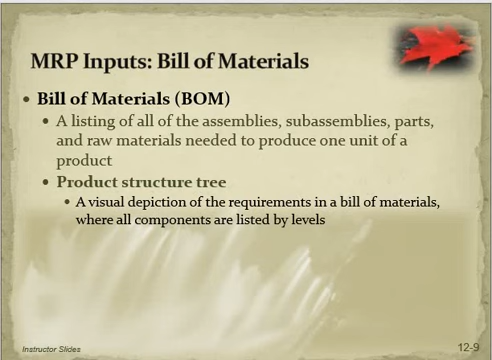 MRP Inputs: Bill of Materials
• Bill of Materials (BOM)
• A listing of all of the assemblies, subassemblies, parts,
and raw materials needed to produce one unit of a
product
• Product structure tree
• A visual depiction of the requirements in a bill of materials,
where all components are listed by levels
Instructor Slides
12-9